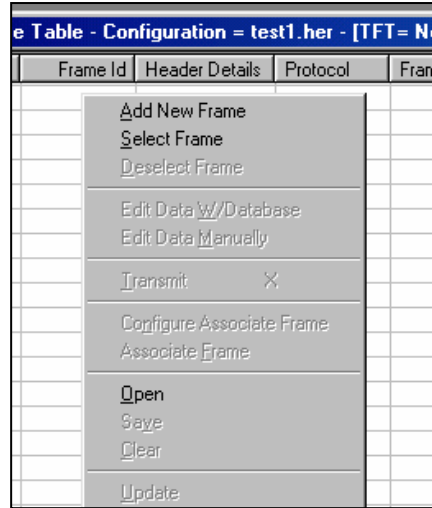 e Table - Configuration = test1.her - [TFT= N
Frame Id Header Details Protocol Fran
Add New Frame
Select Frame
Deselect Frame
Edit Data W/Database
Edit Data Manually
Transmit X
Configure Associate Frame
Associate Frame
Open
Save
Clear
Update